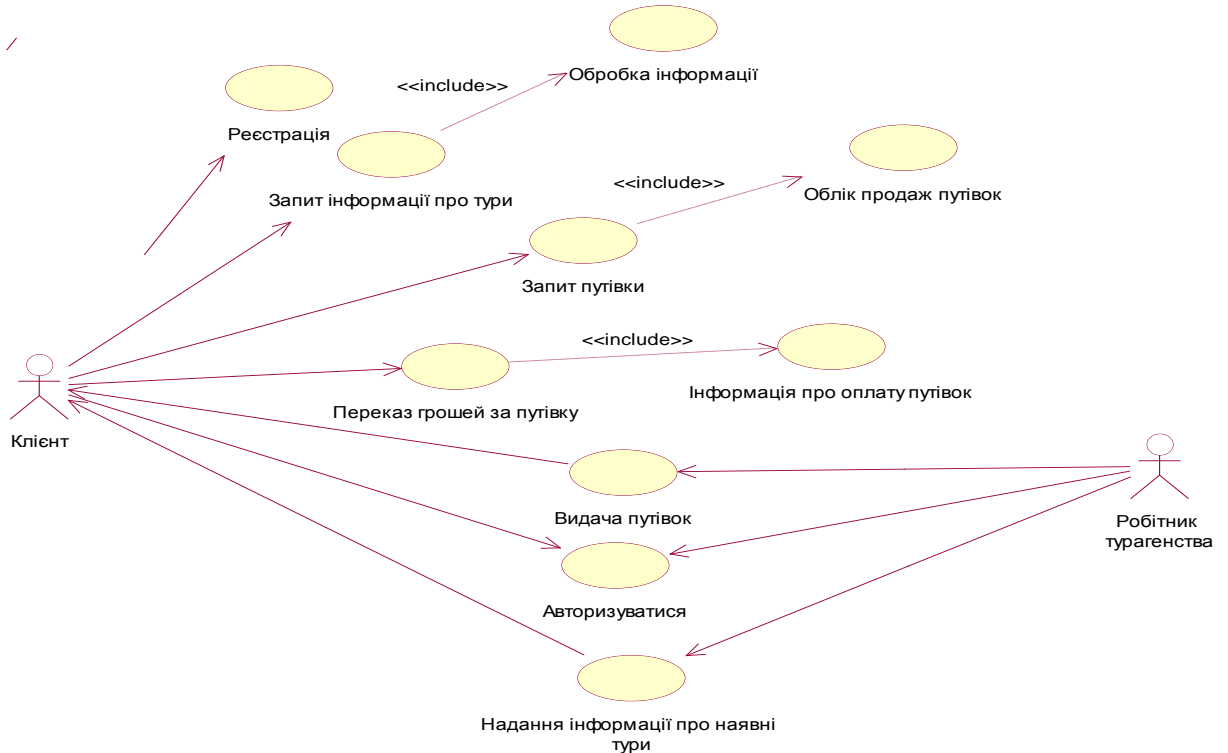 Обробка інформації
<<include>>
Реєстрація
Запит інформації про тури
<<include>>
Облік продаж путівок
Запит путівки
<<include>>
Інформація про оплату путівок
Переказ грошей за путівку
Клієнт
Видача путівок
Робітник
турагенства
Авторизуватися
Надання інформації про наявні
тури